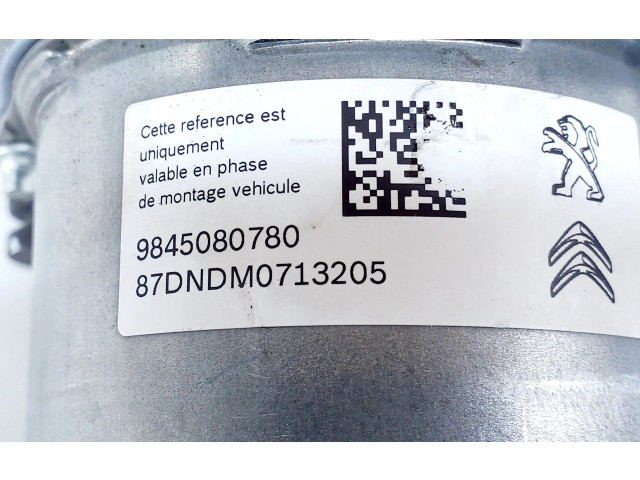 Cette reference est
uniquement
valable en phase
de montage vehicule
9845080780
87DNDM0713205